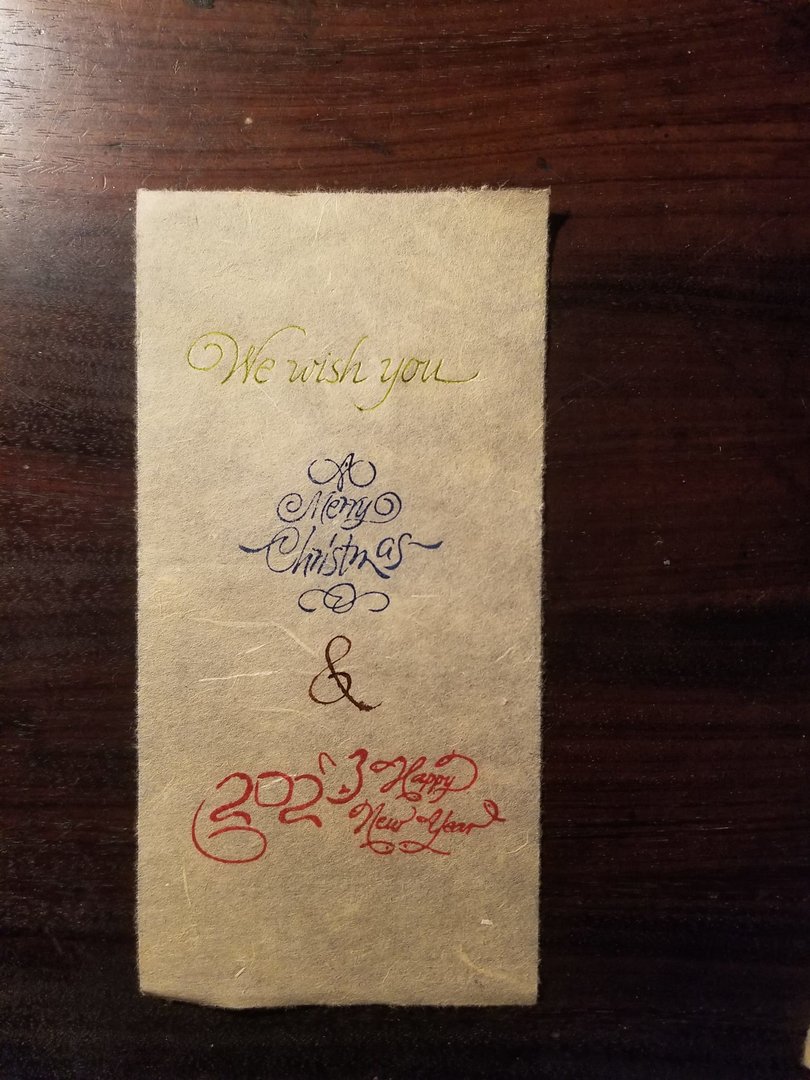 We wish you
A
Merry
Christmas
&
2023 Happy
New Year